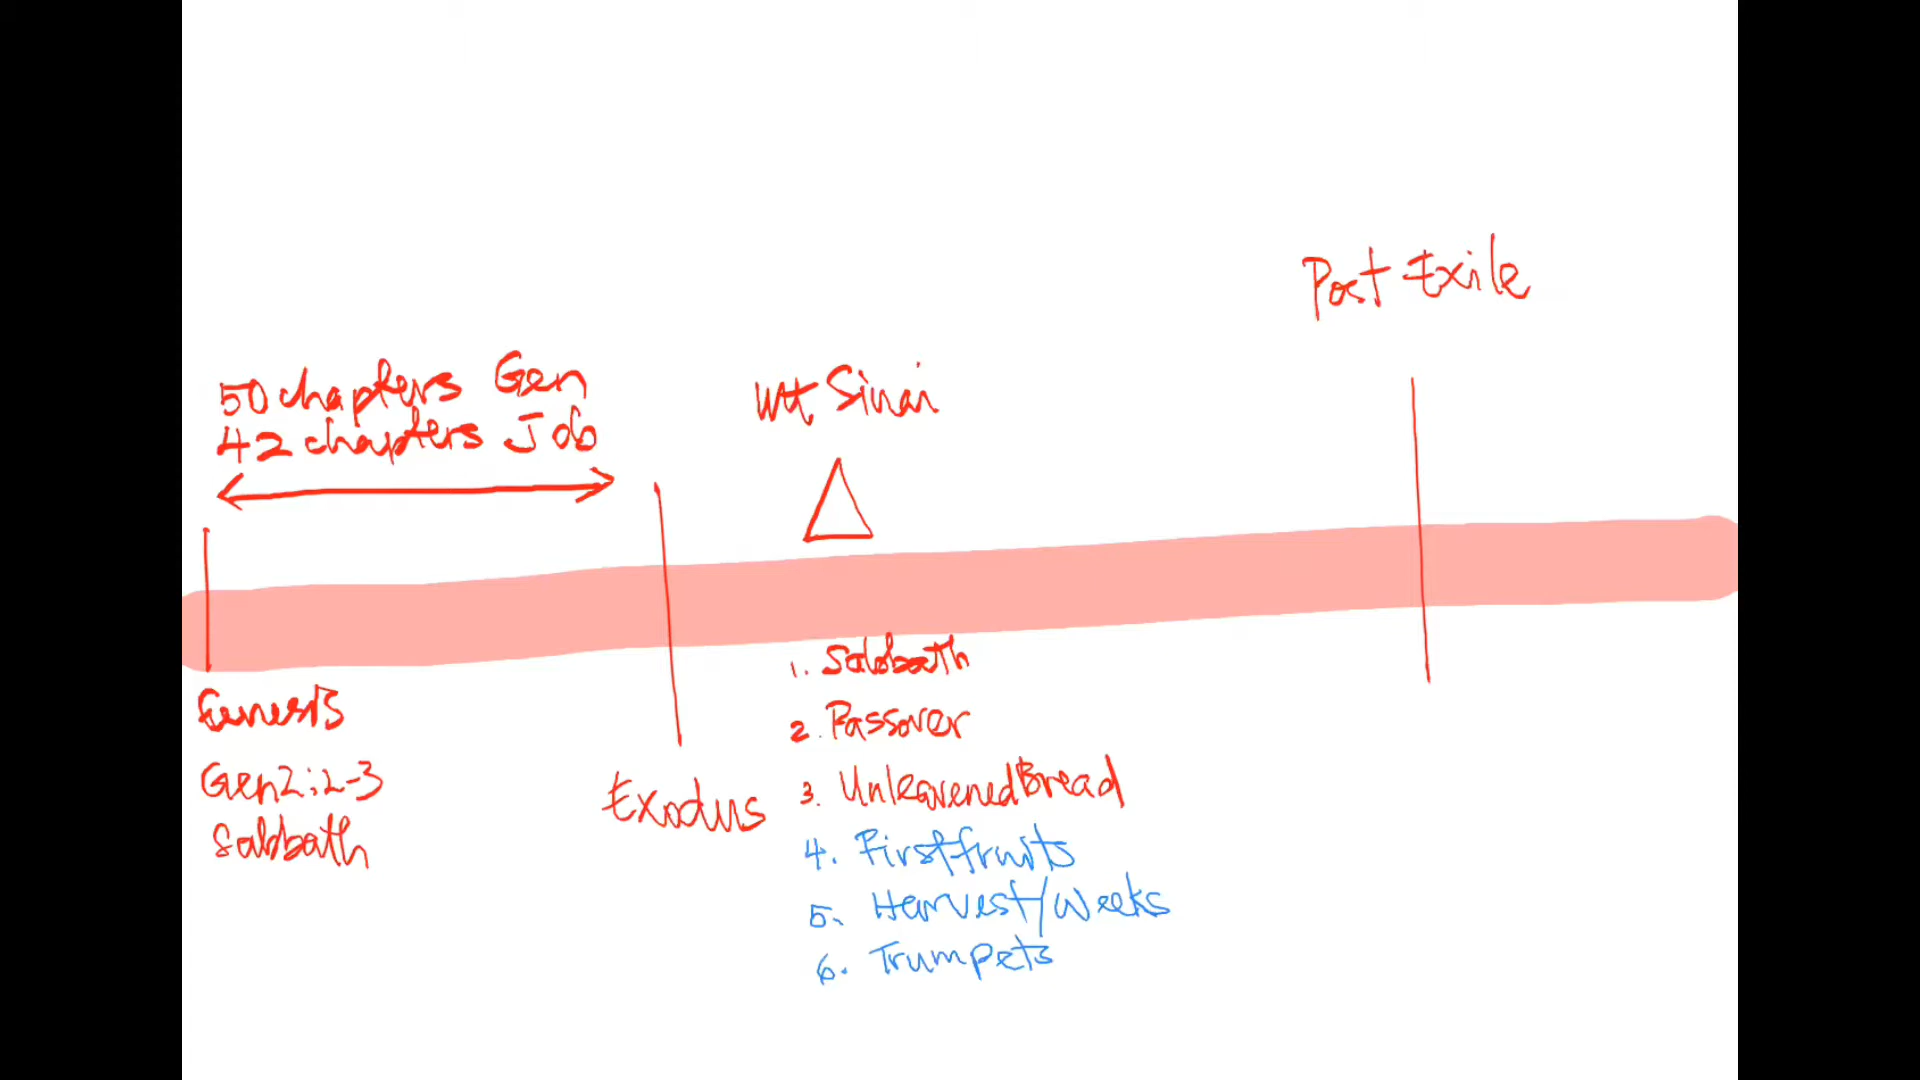 Post Exile
50 chapters Gen
42 chapters Job
Mt Sinai
Genesis
Gen 2:2-3
Sabbath
Exodus
1. Sabbath
2. Passover
3. Unleavened Bread
4. Firstfruits
5. Harvest/Weeks
6. Trumpets